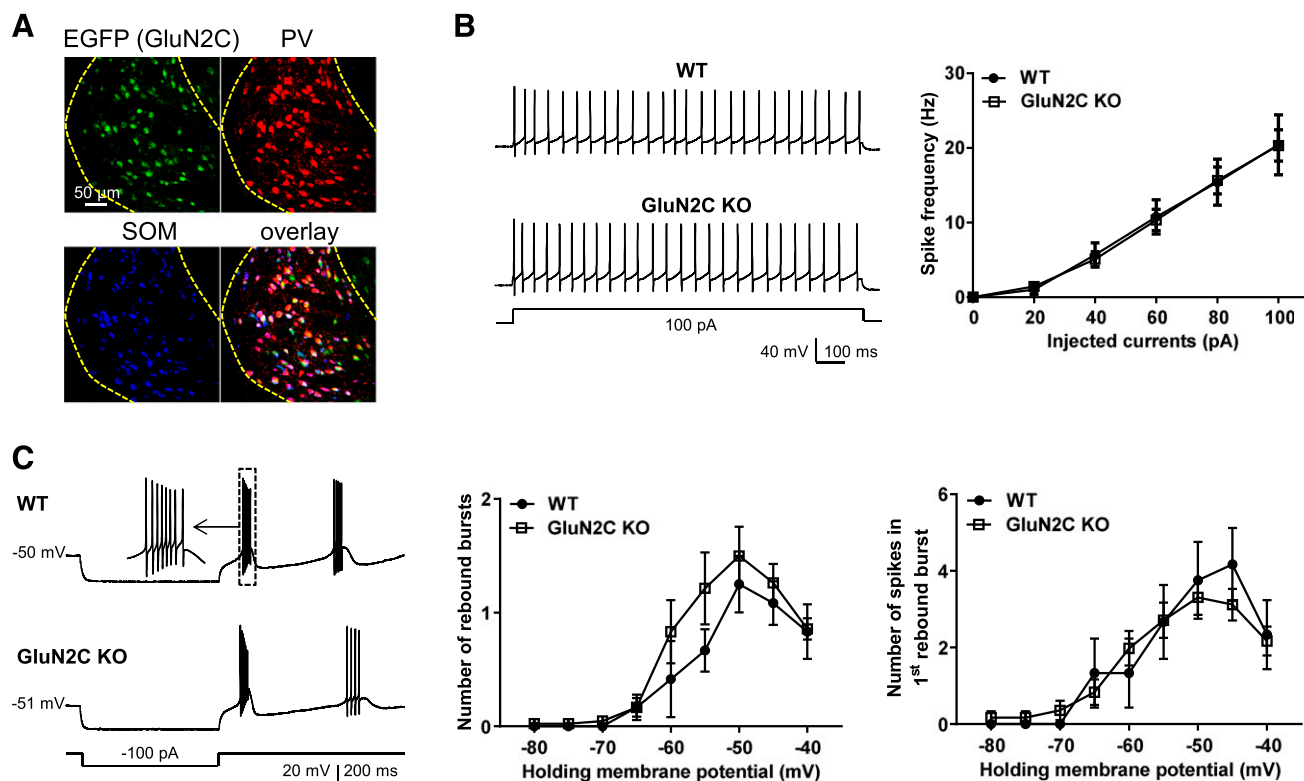 A
EGFP (GluN2C)
PV
50 µm
SOM
overlay
B
WT
GluN2C KO
100 pA
40 mV
100 ms
Spike frequency (Hz)
30
20
10
0
WT
GluN2C KO
0 20 40 60 80 100
Injected currents (pA)
C
WT
-50 mV
GluN2C KO
-51 mV
-100 pA
20 mV
200 ms
Number of rebound bursts
2
1
0
WT
GluN2C KO
-80 -70 -60 -50 -40
Holding membrane potential (mV)
Number of spikes in
1st rebound burst
6
4
2
0
WT
GluN2C KO
-80 -70 -60 -50 -40
Holding membrane potential (mV)